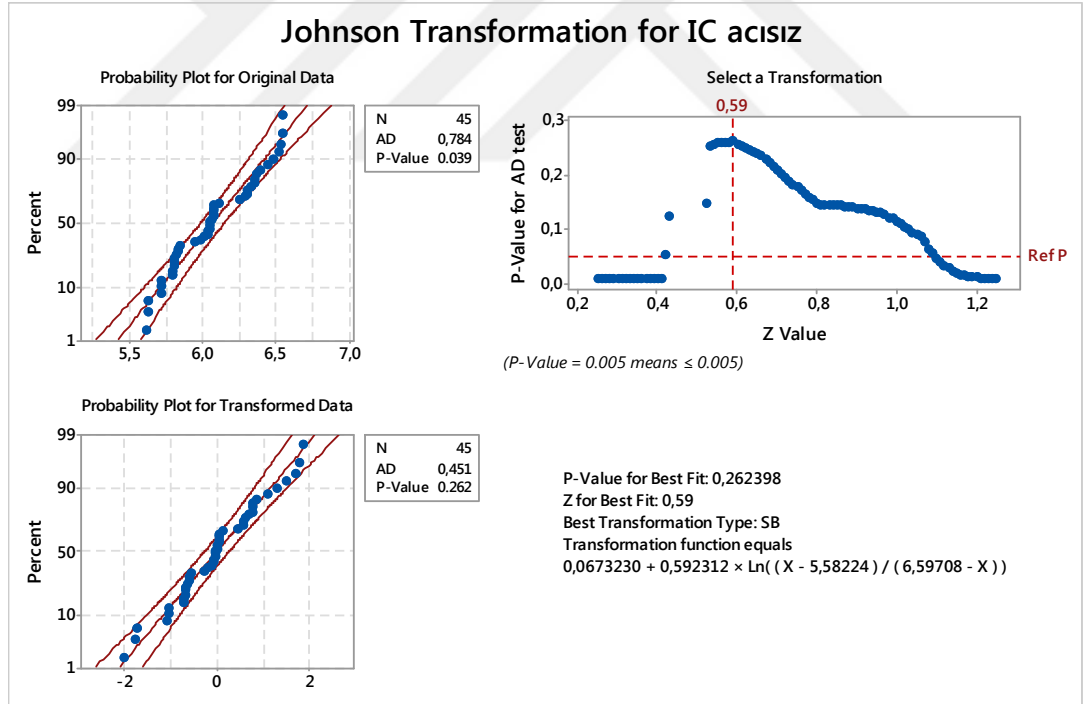 Johnson Transformation for IC acısız
Probability Plot for Original Data
99
90
50
10
1
Percent
5,5 6,0 6,5 7,0
N 45
AD 0,784
P-Value 0.039
Select a Transformation
0,59
0,3
0,2
0,1
0,0
P-Value for AD test
Ref P
0,2 0,4 0,6 0,8 1,0 1,2
Z Value
(P-Value = 0.005 means ≤ 0.005)
Probability Plot for Transformed Data
99
90
50
10
1
Percent
-2 0 2
N 45
AD 0,451
P-Value 0.262
P-Value for Best Fit: 0,262398
Z for Best Fit: 0,59
Best Transformation Type: SB
Transformation function equals
0,0673230 + 0,592312 × Ln( ( X - 5,58224 ) / ( 6,59708 - X ) )